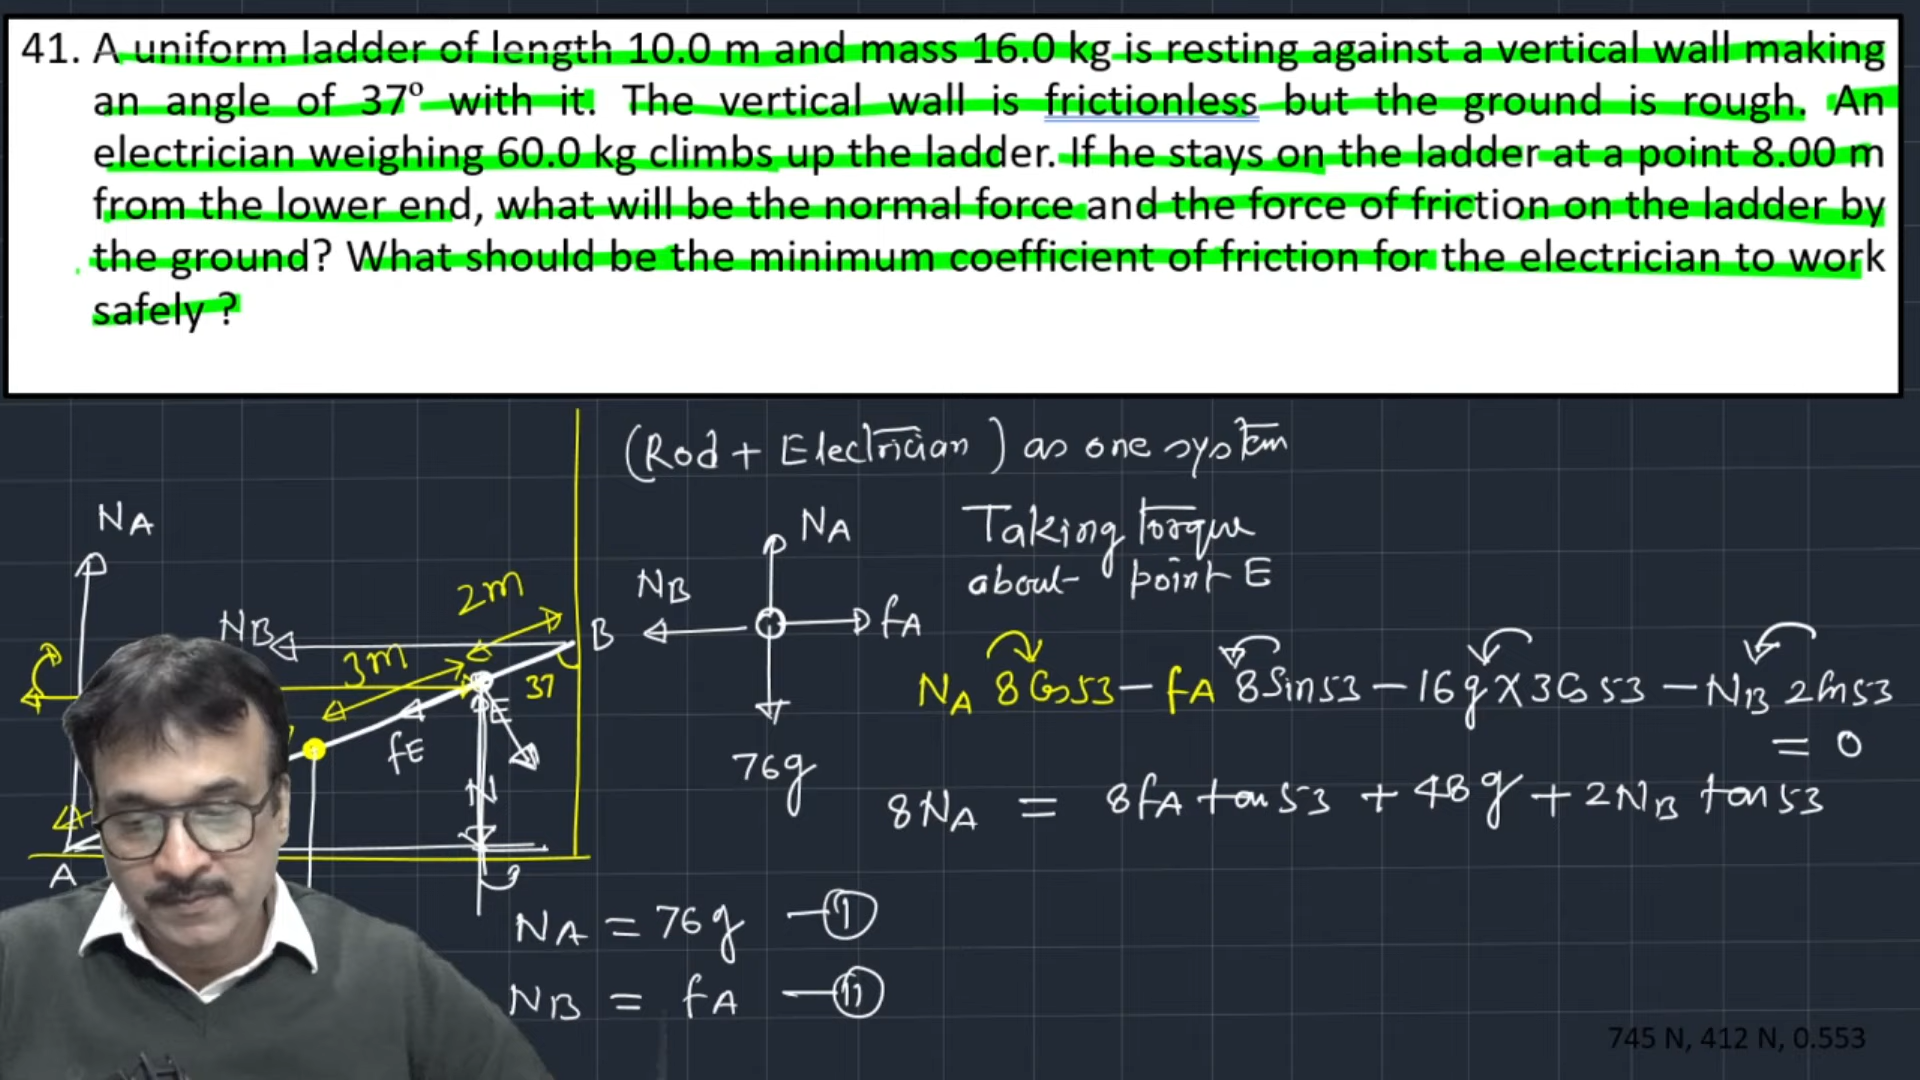 41. A uniform ladder of length 10.0 m and mass 16.0 kg is resting against a vertical wall making
an angle of 37º with it. The vertical wall is frictionless but the ground is rough. An
electrician weighing 60.0 kg climbs up the ladder. If he stays on the ladder at a point 8.00 m
from the lower end, what will be the normal force and the force of friction on the ladder by
the ground? What should be the minimum coefficient of friction for the electrician to work
safely ?
(Rod + Electrician) as one system
NA
NB
2m
B
3m
37
E
fE
A
NA
NB
fA
76g
Taking torque
about point E
NA 8Cos53 - fA 8Sin53 - 16g×3Cos53 - NB 2Sin53
= 0
8NA = 8fA tan53 + 48g + 2NB tan53
NA = 76g —①
NB = fA —⑪
745 N, 412 N, 0.553